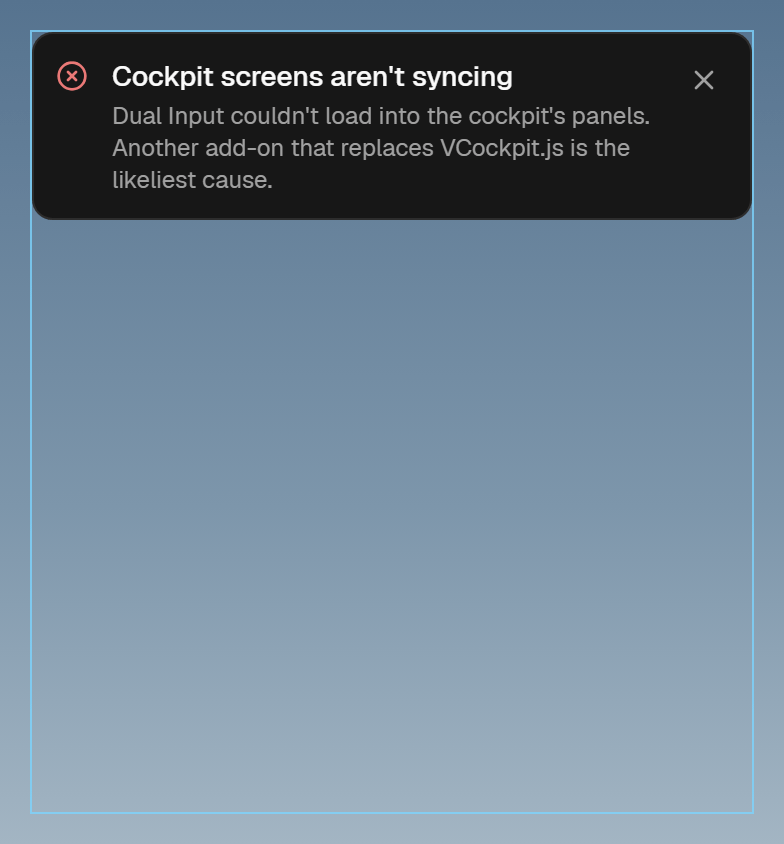 Cockpit screens aren't syncing
Dual Input couldn't load into the cockpit's panels.
Another add-on that replaces VCockpit.js is the
likeliest cause.